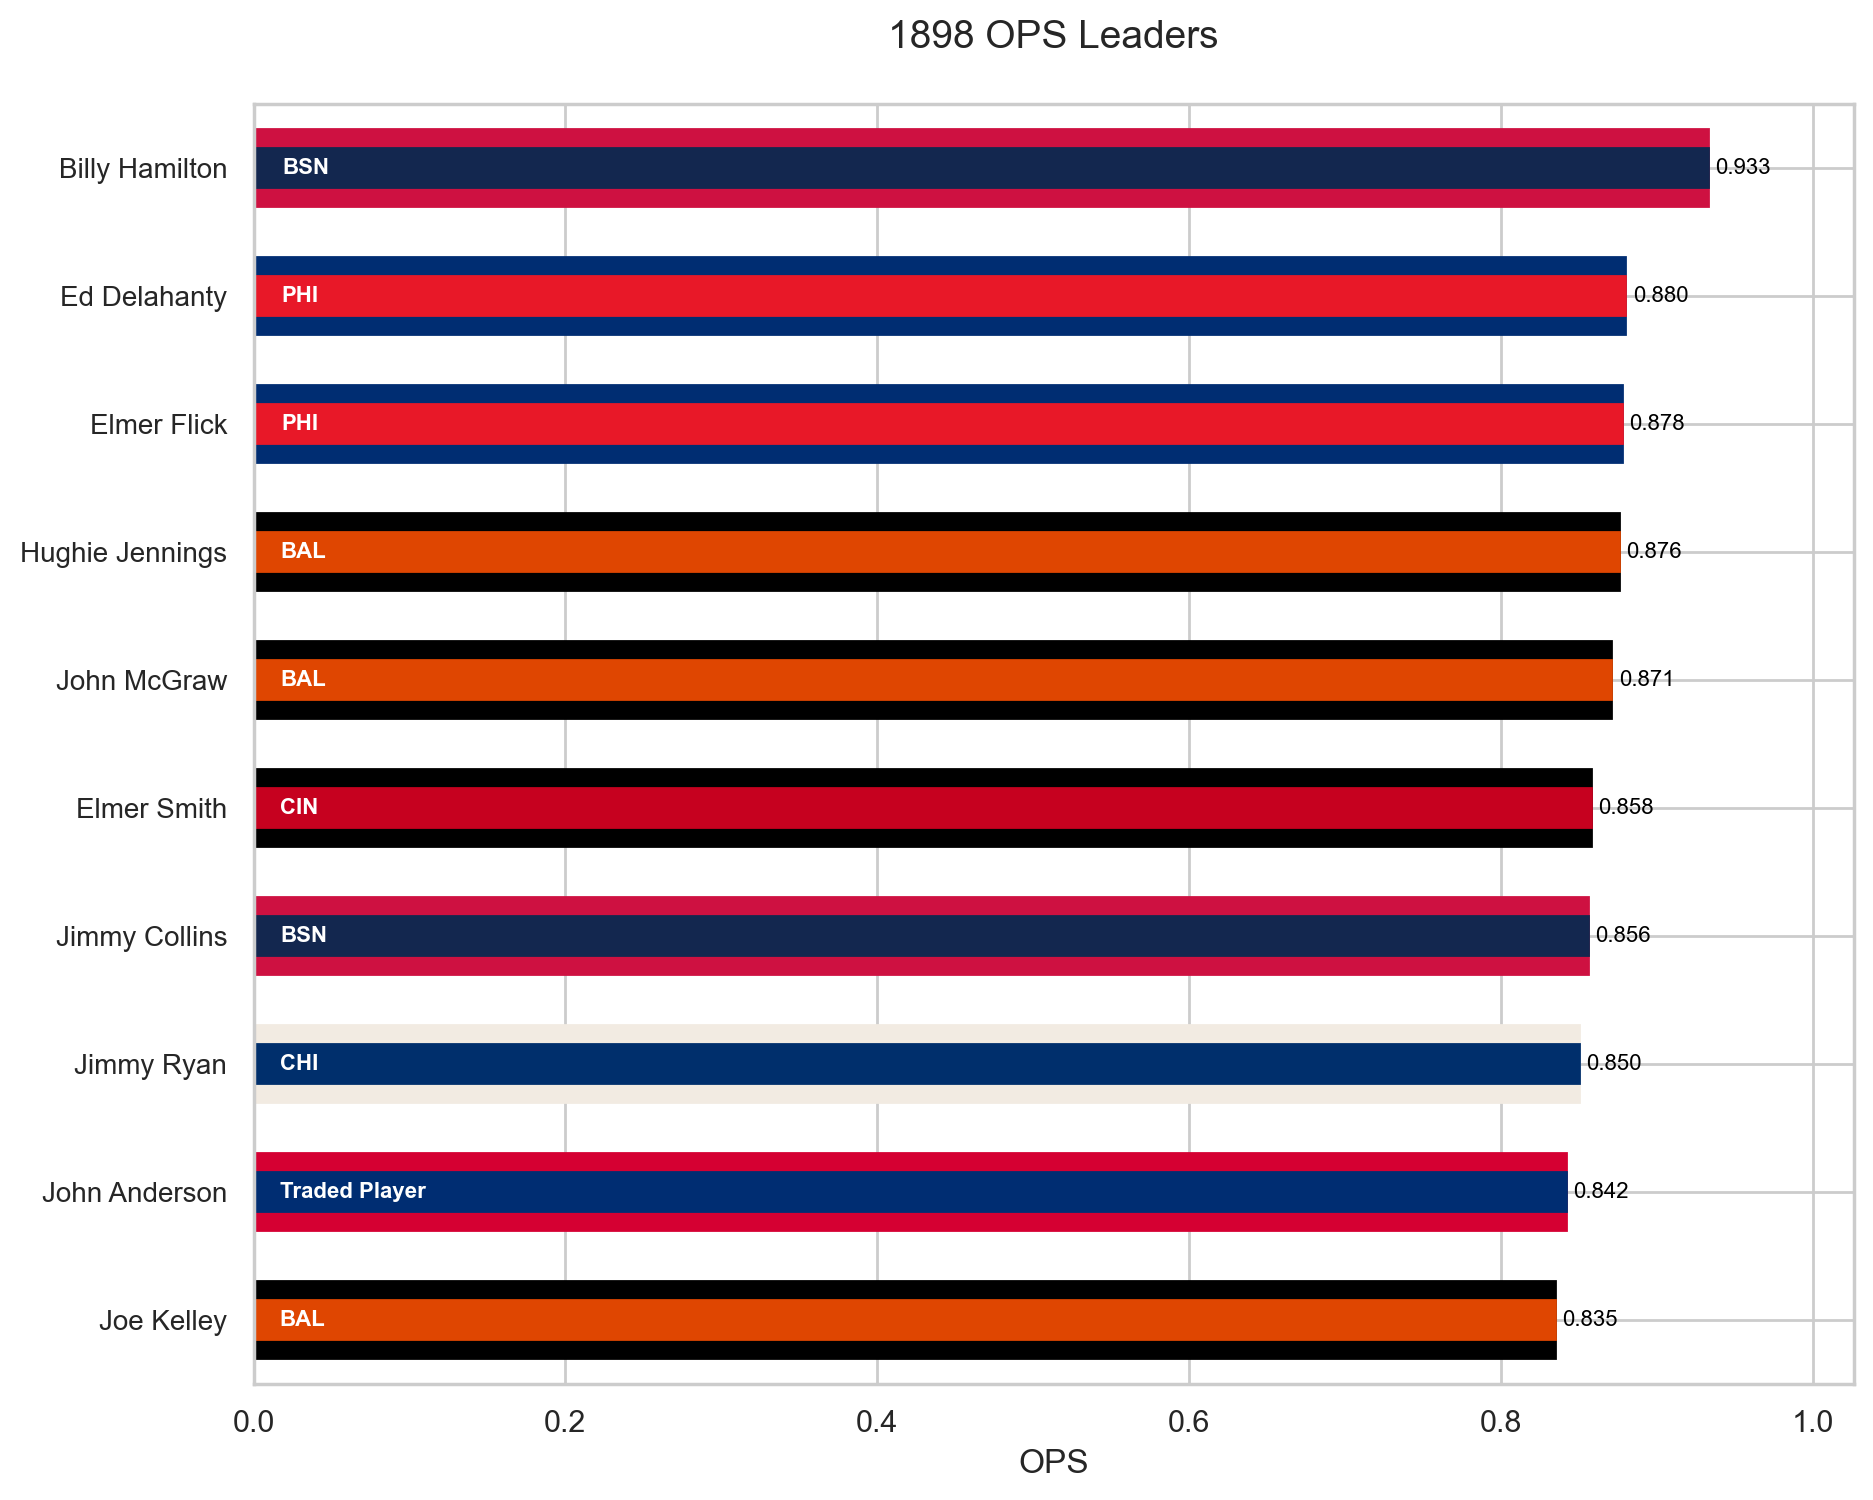 1898 OPS Leaders
Billy Hamilton BSN 0.933
Ed Delahanty PHI 0.880
Elmer Flick PHI 0.878
Hughie Jennings BAL 0.876
John McGraw BAL 0.871
Elmer Smith CIN 0.858
Jimmy Collins BSN 0.856
Jimmy Ryan CHI 0.850
John Anderson Traded Player 0.842
Joe Kelley BAL 0.835
0.0 0.2 0.4 0.6 0.8 1.0
OPS